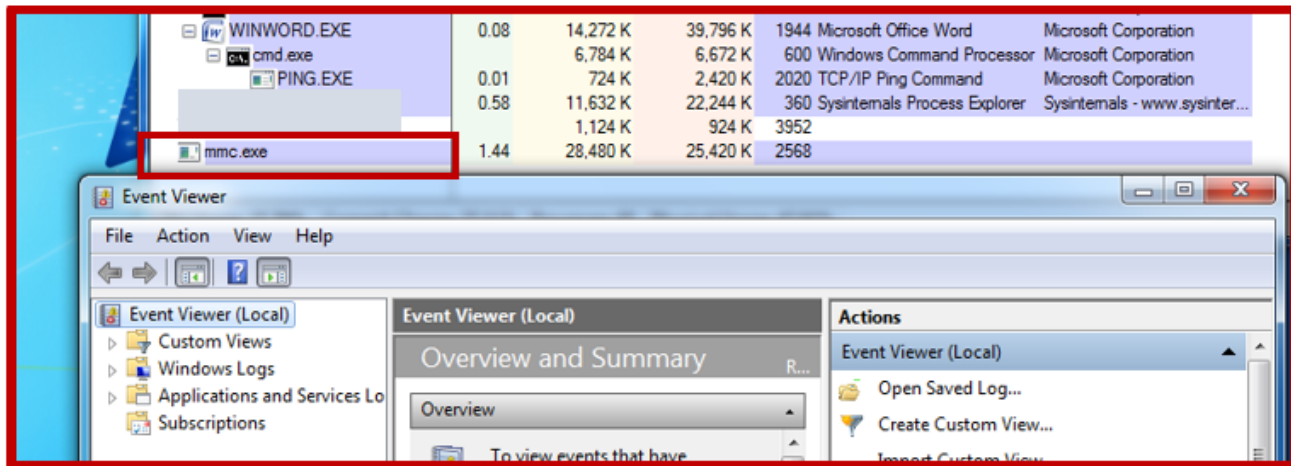 WINWORD.EXE 0.08 14,272 K 39,796 K 1944 Microsoft Office Word Microsoft Corporation
cmd.exe 6,784 K 6,672 K 600 Windows Command Processor Microsoft Corporation
PING.EXE 0.01 724 K 2,420 K 2020 TCP/IP Ping Command Microsoft Corporation
0.58 11,632 K 22,244 K 360 Sysinternals Process Explorer Sysinternals - www.sysinter...
1,124 K 924 K 3952
mmc.exe 1.44 28,480 K 25,420 K 2568
Event Viewer
File Action View Help
Event Viewer (Local)
Custom Views
Windows Logs
Applications and Services Lo
Subscriptions
Event Viewer (Local)
Overview and Summary R...
Overview
To view events that have
Actions
Event Viewer (Local)
Open Saved Log...
Create Custom View...
Import Custom View